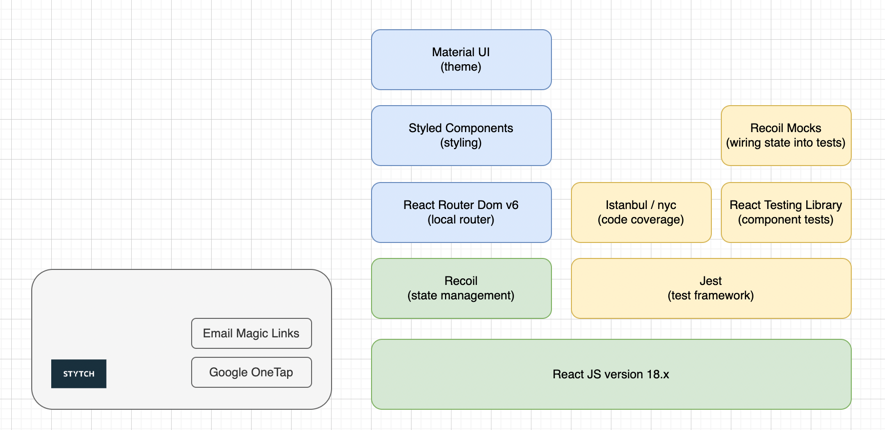 Material UI
(theme)
Styled Components
(styling)
Recoil Mocks
(wiring state into tests)
React Router Dom v6
(local router)
Istanbul / nyc
(code coverage)
React Testing Library
(component tests)
Recoil
(state management)
Jest
(test framework)
Email Magic Links
STYTCH
Google OneTap
React JS version 18.x